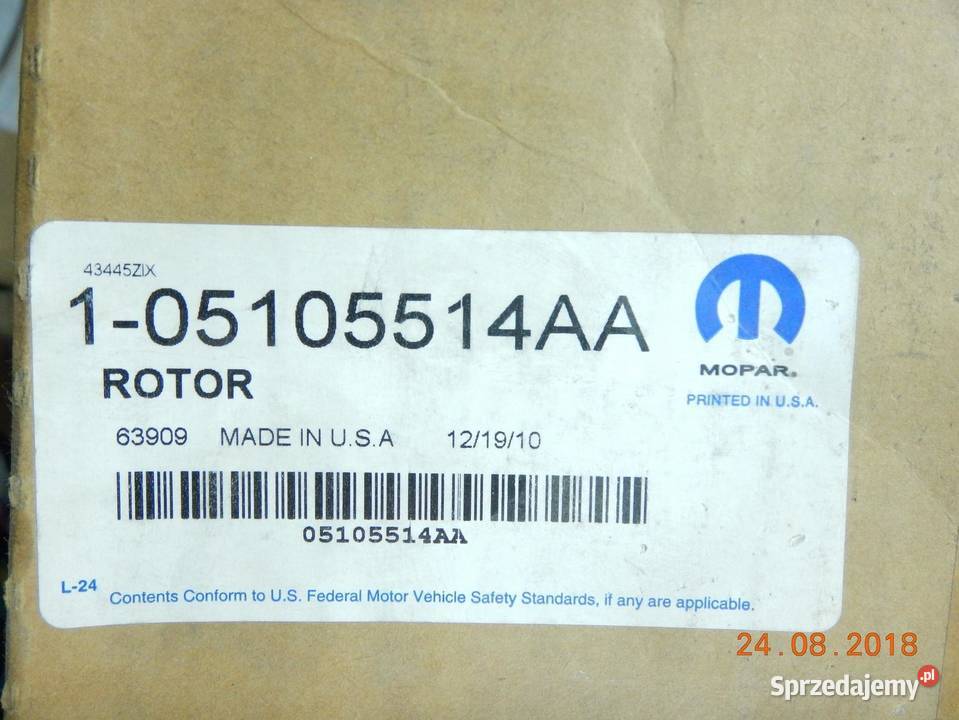 43445ZIX
1-05105514AA
ROTOR
MOPAR®
PRINTED IN U.S.A.
63909 MADE IN U.S.A 12/19/10
05105514AA
L-24 Contents Conform to U.S. Federal Motor Vehicle Safety Standards, if any are applicable.
24.08.2018
Sprzedajemy.pl